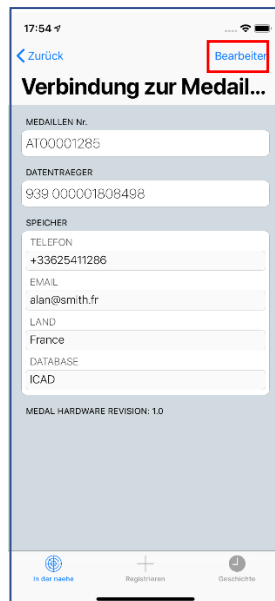 17:54
Zurück
Bearbeiten
Verbindung zur Medail...
MEDAILLEN Nr.
AT00001285
DATENTRAEGER
939 000001808498
SPEICHER
TELEFON
+33625411286
EMAIL
alan@smith.fr
LAND
France
DATABASE
ICAD
MEDAL HARDWARE REVISION: 1.0
In der naehe
Registrieren
Geschichte